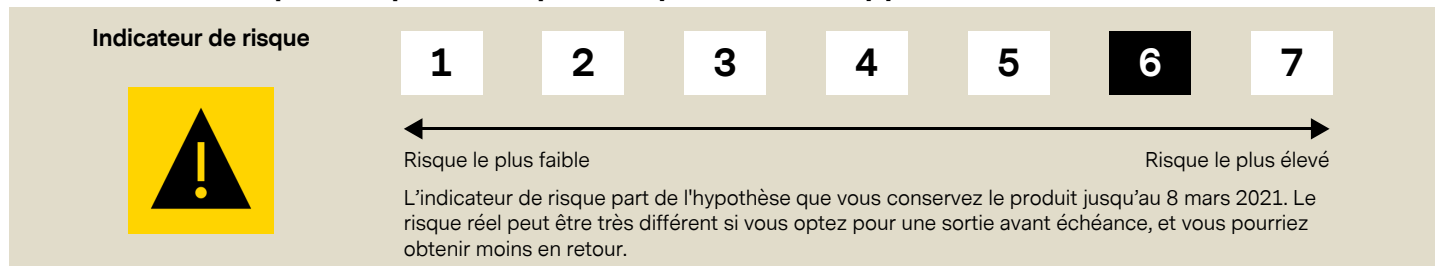 Indicateur de risque
1 2 3 4 5 6 7
Risque le plus faible Risque le plus élevé
L'indicateur de risque part de l'hypothèse que vous conservez le produit jusqu'au 8 mars 2021. Le
risque réel peut être très différent si vous optez pour une sortie avant échéance, et vous pourriez
obtenir moins en retour.